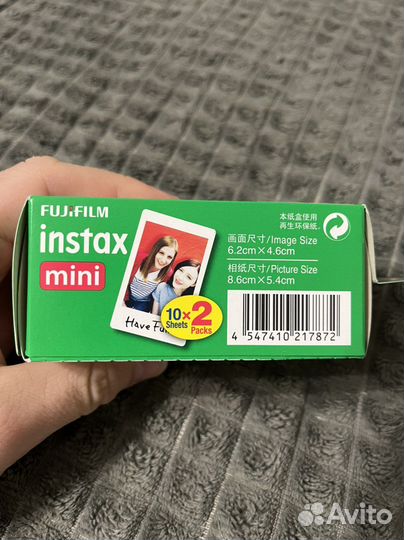 FUJIFILM
instax
mini
10 × 2
Sheets Packs
Have Fu
本纸盒使用
再生环保纸。
画面尺寸/Image Size
6.2cm×4.6cm
相纸尺寸/Picture Size
8.6cm×5.4cm
4 547410 217872
Avito